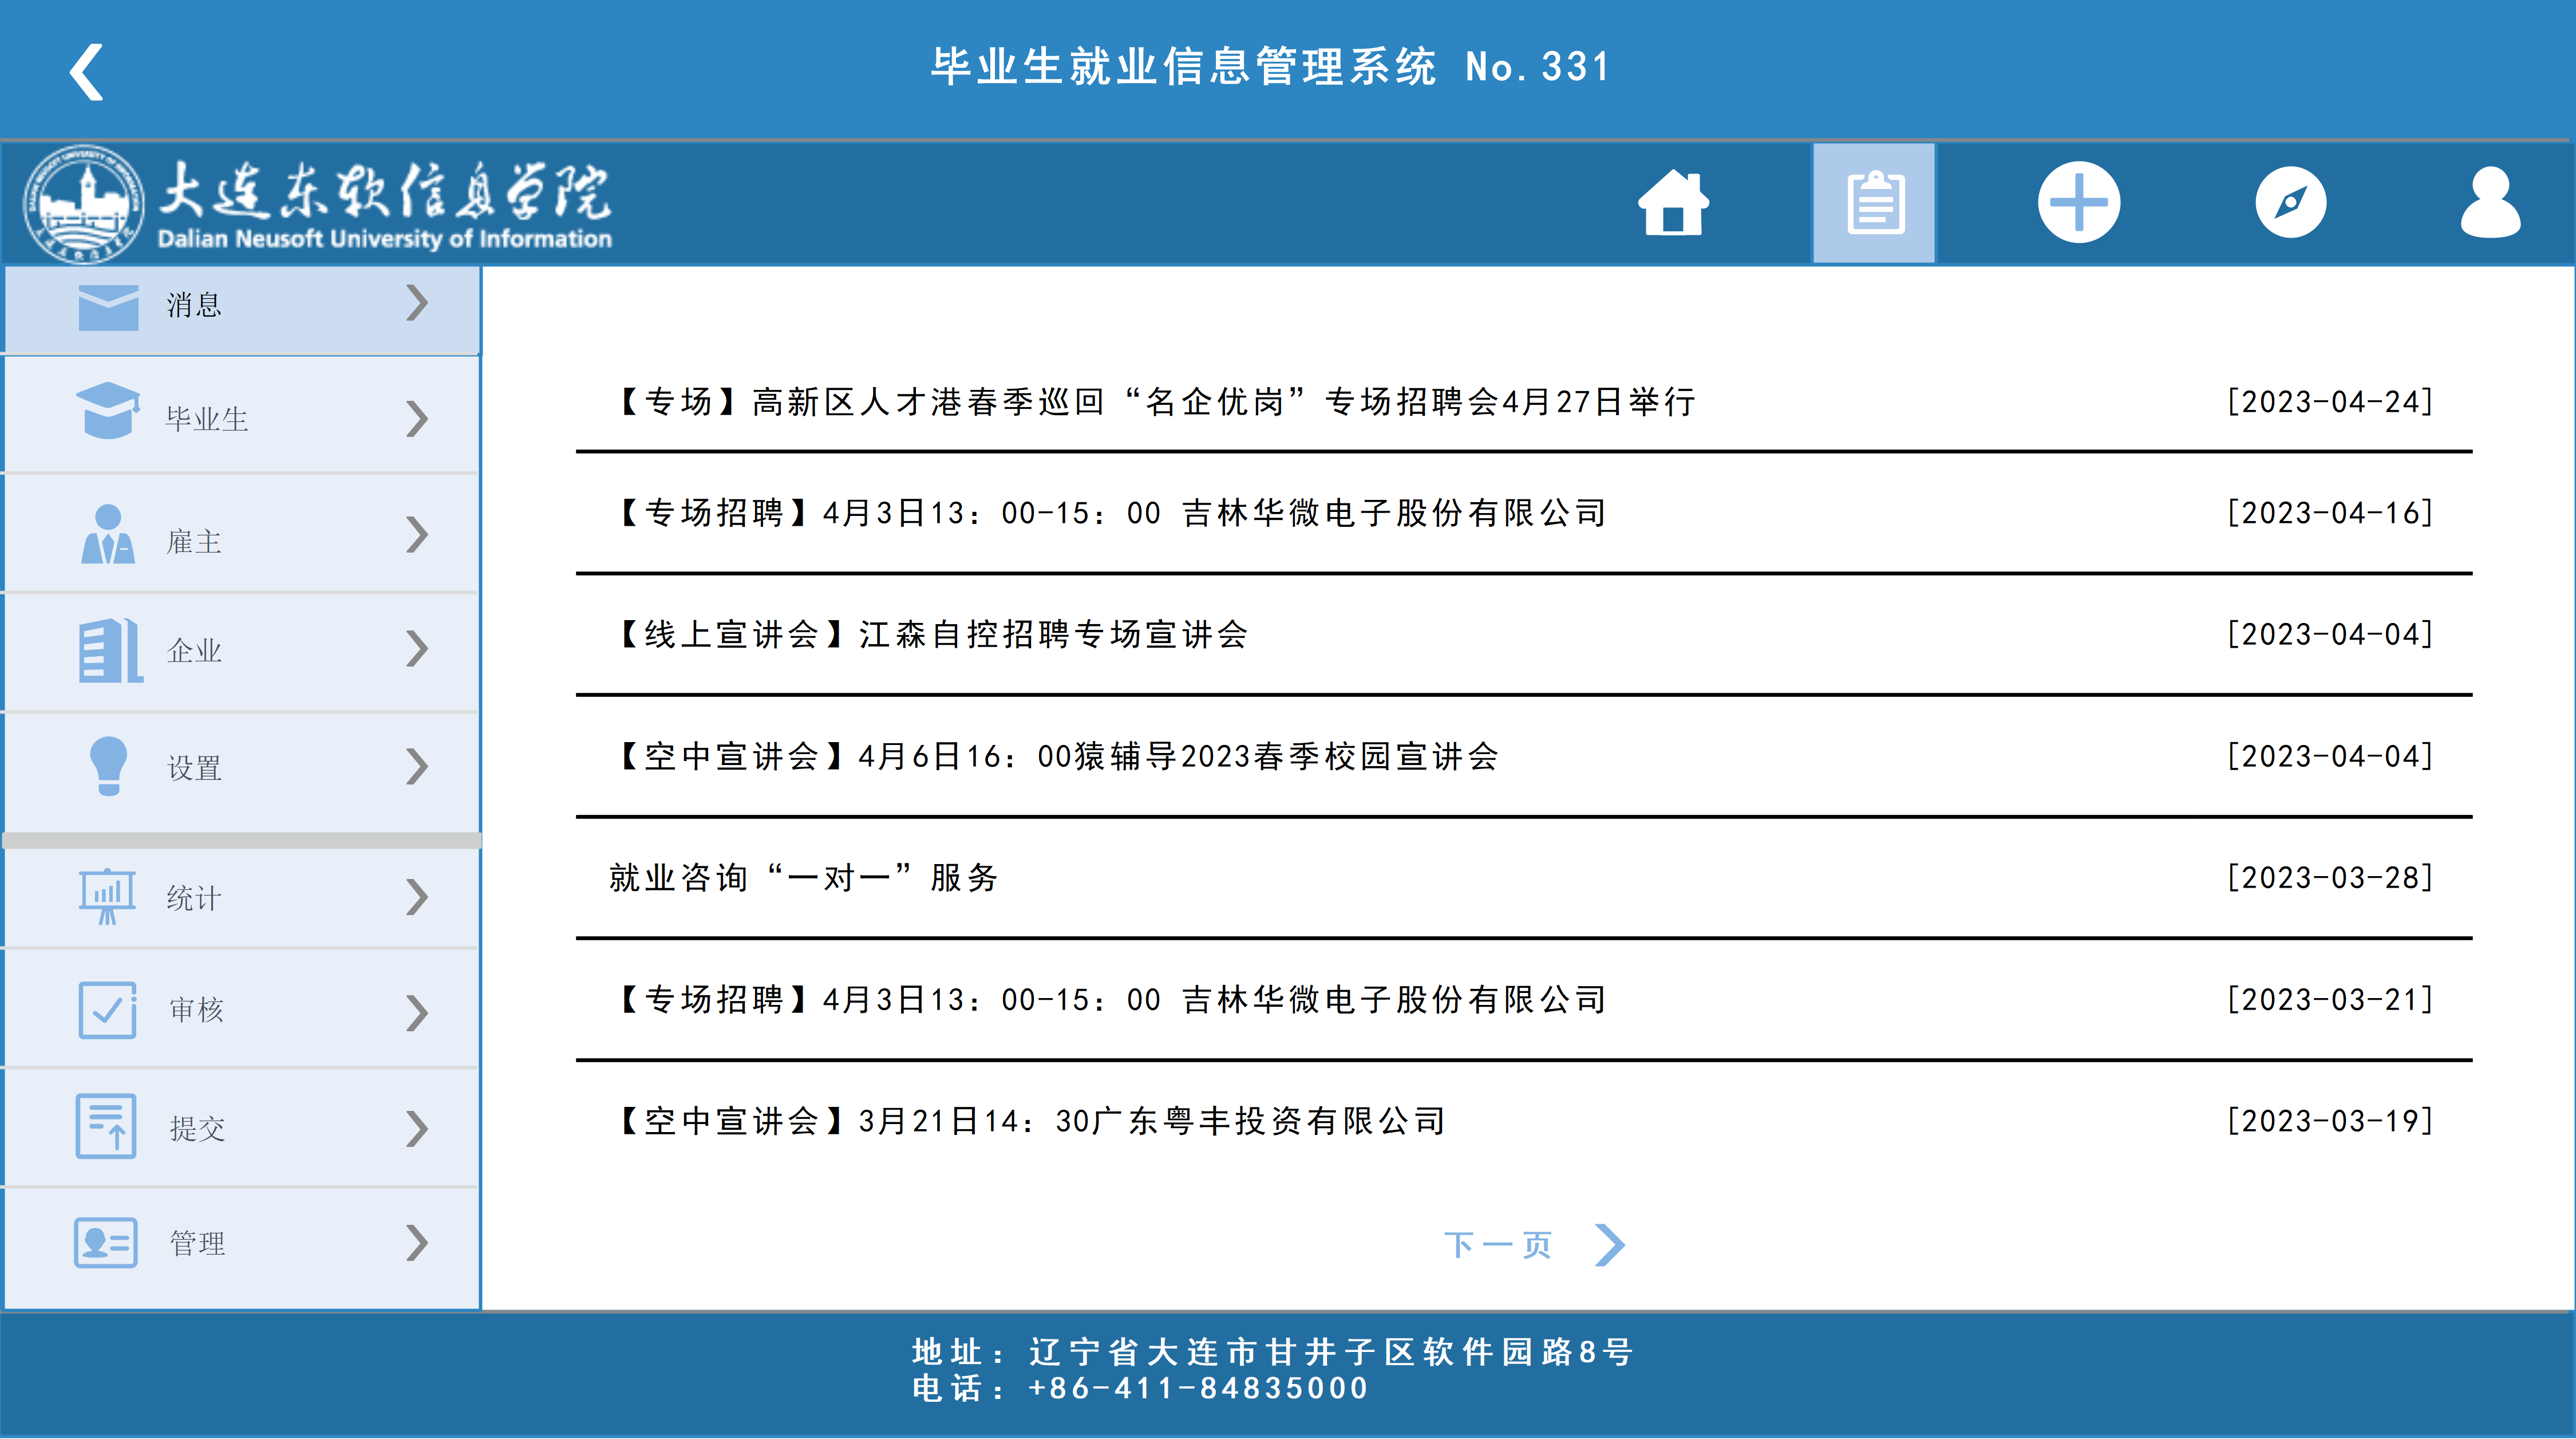 毕业生就业信息管理系统 No.331
大连东软信息学院
Dalian Neusoft University of Information
消息
毕业生
雇主
企业
设置
统计
审核
提交
管理
【专场】高新区人才港春季巡回“名企优岗”专场招聘会4月27日举行 [2023-04-24]
【专场招聘】4月3日13：00-15：00 吉林华微电子股份有限公司 [2023-04-16]
【线上宣讲会】江森自控招聘专场宣讲会 [2023-04-04]
【空中宣讲会】4月6日16：00猿辅导2023春季校园宣讲会 [2023-04-04]
就业咨询“一对一”服务 [2023-03-28]
【专场招聘】4月3日13：00-15：00 吉林华微电子股份有限公司 [2023-03-21]
【空中宣讲会】3月21日14：30广东粤丰投资有限公司 [2023-03-19]
下一页
地址：辽宁省大连市甘井子区软件园路8号
电话：+86-411-84835000